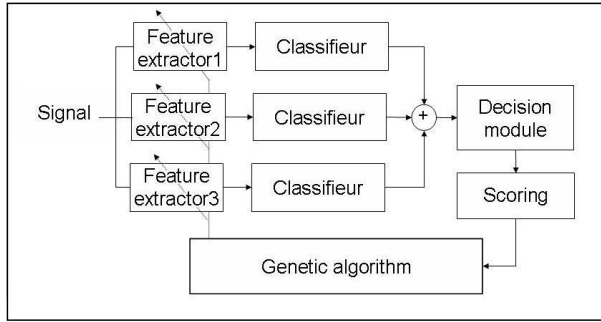 Feature
extractor1
Classifieur
Signal
Feature
extractor2
Classifieur
+
Decision
module
Feature
extractor3
Classifieur
Scoring
Genetic algorithm